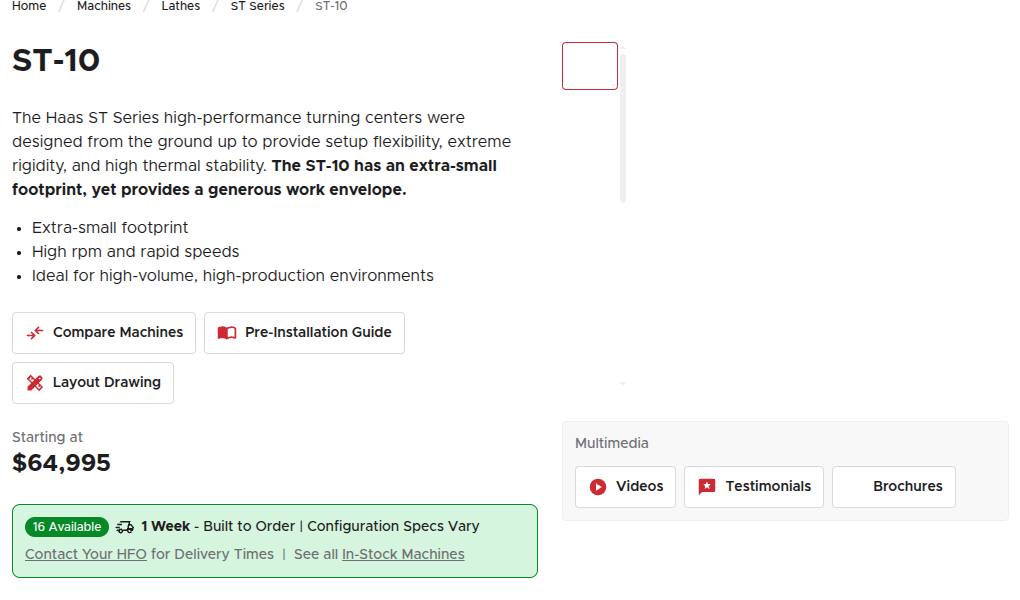 Home / Machines / Lathes / ST Series / ST-10
ST-10
The Haas ST Series high-performance turning centers were
designed from the ground up to provide setup flexibility, extreme
rigidity, and high thermal stability. The ST-10 has an extra-small
footprint, yet provides a generous work envelope.
• Extra-small footprint
• High rpm and rapid speeds
• Ideal for high-volume, high-production environments
Compare Machines
Pre-Installation Guide
Layout Drawing
Starting at
$64,995
16 Available 1 Week - Built to Order | Configuration Specs Vary
Contact Your HFO for Delivery Times | See all In-Stock Machines
Multimedia
Videos
Testimonials
Brochures